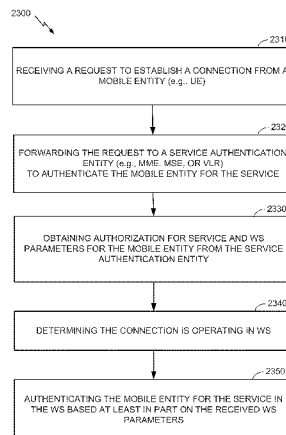 2300
2310
RECEIVING A REQUEST TO ESTABLISH A CONNECTION FROM A
MOBILE ENTITY (e.g., UE)
2320
FORWARDING THE REQUEST TO A SERVICE AUTHENTICATION
ENTITY (e.g., MME, MSE, OR VLR)
TO AUTHENTICATE THE MOBILE ENTITY FOR THE SERVICE
2330
OBTAINING AUTHORIZATION FOR SERVICE AND WS
PARAMETERS FOR THE MOBILE ENTITY FROM THE SERVICE
AUTHENTICATION ENTITY
2340
DETERMINING THE CONNECTION IS OPERATING IN WS
2350
AUTHENTICATING THE MOBILE ENTITY FOR THE SERVICE IN
THE WS BASED AT LEAST IN PART ON THE RECEIVED WS
PARAMETERS